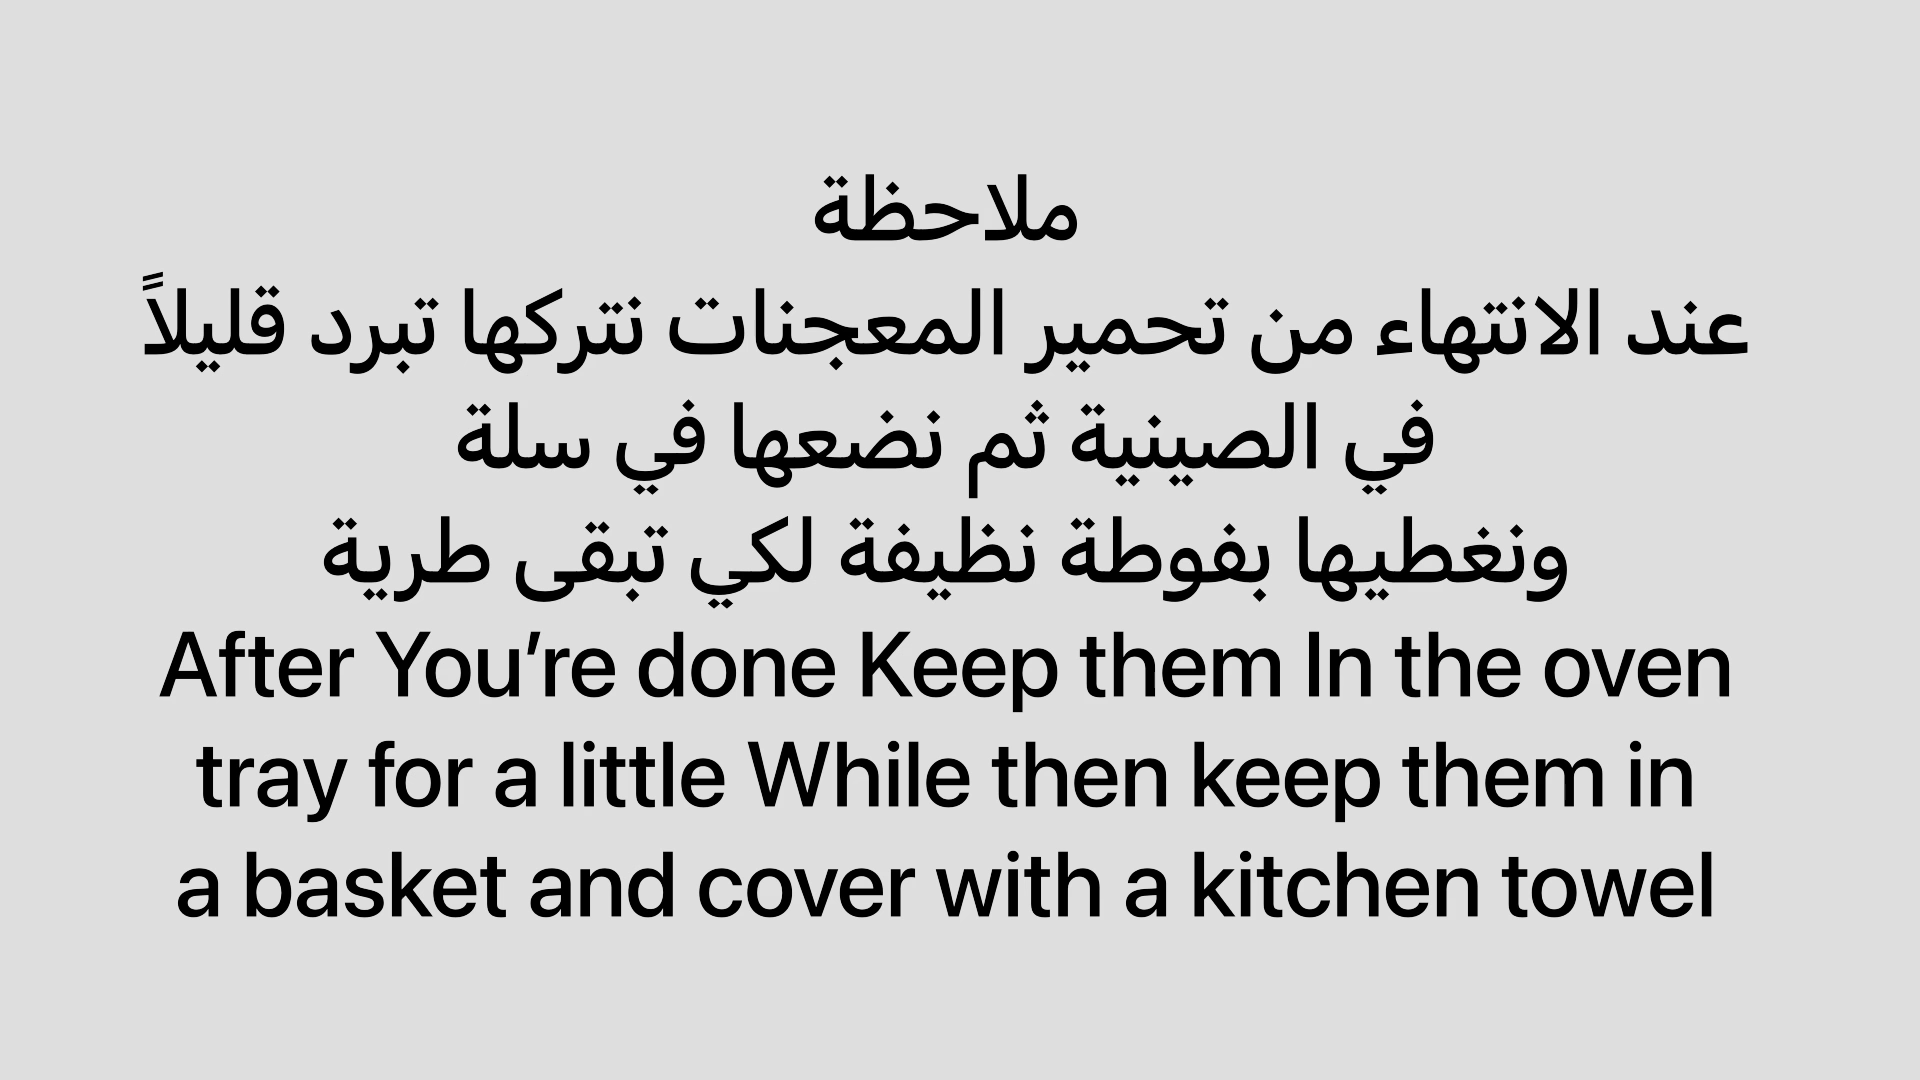 ملاحظة
عند الانتهاء من تحمير المعجنات نتركها تبرد قليلاً
في الصينية ثم نضعها في سلة
ونغطيها بفوطة نظيفة لكي تبقى طرية
After You’re done Keep them In the oven
tray for a little While then keep them in
a basket and cover with a kitchen towel